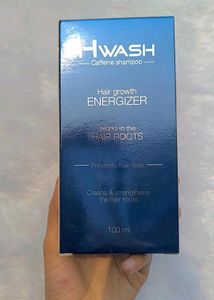 HWASH
Caffeine shampoo
Hair growth
ENERGIZER
Works in the
HAIR ROOTS
Prevents hair loss
Cleans & strengthens
the hair roots
100 ml